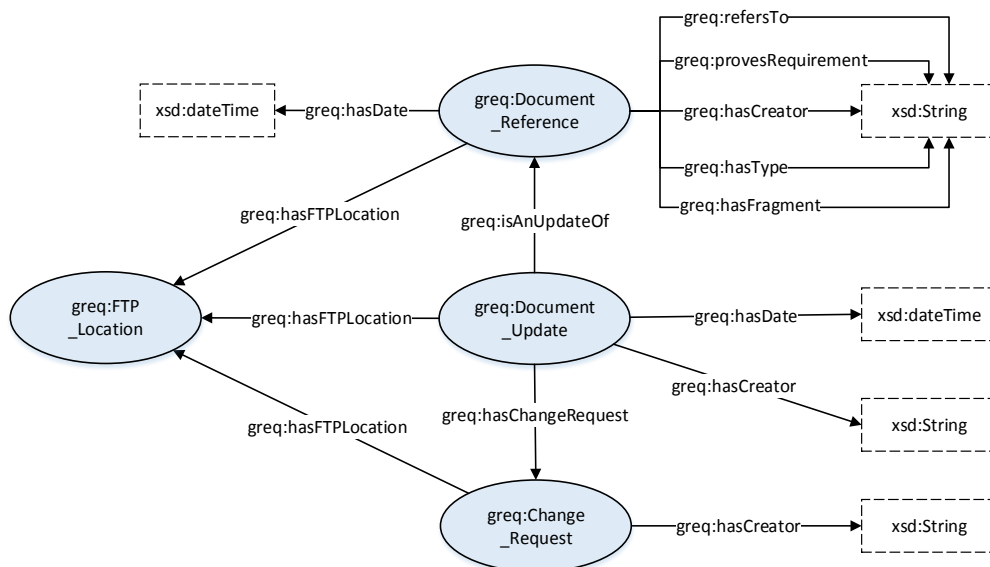 greq:refersTo
greq:provesRequirement
xsd:dateTime
greq:hasDate
greq:Document
_Reference
greq:hasCreator
xsd:String
greq:hasType
greq:hasFragment
greq:hasFTPLocation
greq:isAnUpdateOf
greq:FTP
_Location
greq:hasFTPLocation
greq:Document
_Update
greq:hasDate
xsd:dateTime
greq:hasCreator
greq:hasChangeRequest
greq:hasFTPLocation
xsd:String
greq:Change
_Request
greq:hasCreator
xsd:String